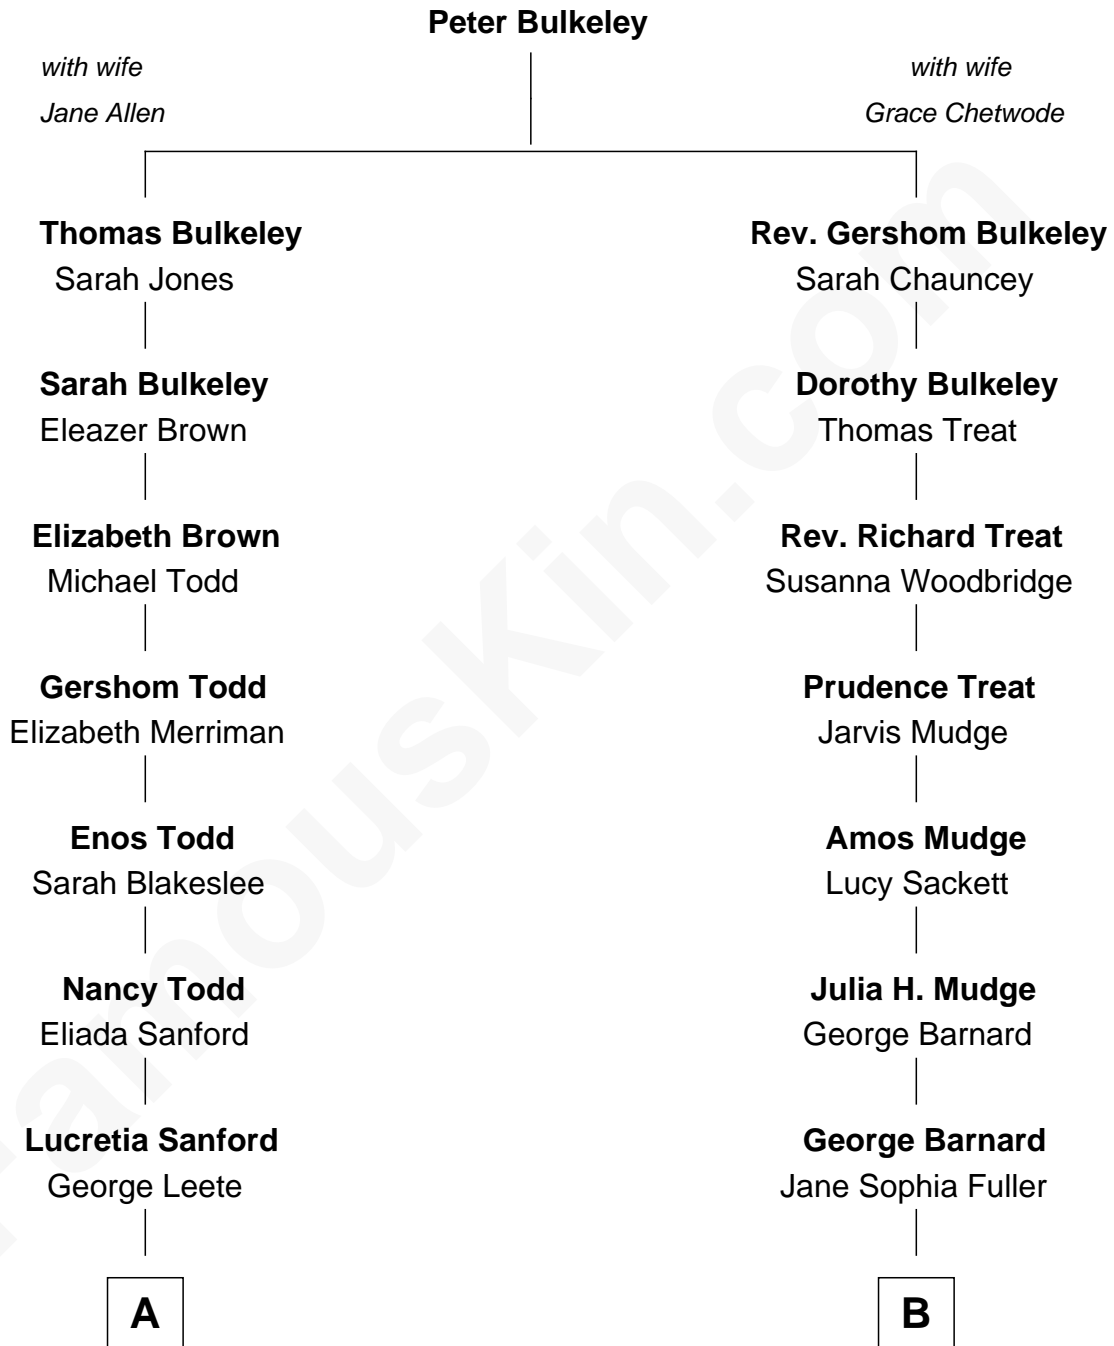 Peter Bulkeley
with wife
Jane Allen
with wife
Grace Chetwode
Thomas Bulkeley
Sarah Jones
Rev. Gershom Bulkeley
Sarah Chauncey
Sarah Bulkeley
Eleazer Brown
Dorothy Bulkeley
Thomas Treat
Elizabeth Brown
Michael Todd
Rev. Richard Treat
Susanna Woodbridge
Gershom Todd
Elizabeth Merriman
Prudence Treat
Jarvis Mudge
Enos Todd
Sarah Blakeslee
Amos Mudge
Lucy Sackett
Nancy Todd
Eliada Sanford
Julia H. Mudge
George Barnard
Lucretia Sanford
George Leete
George Barnard
Jane Sophia Fuller
A
B
FamousKin.com